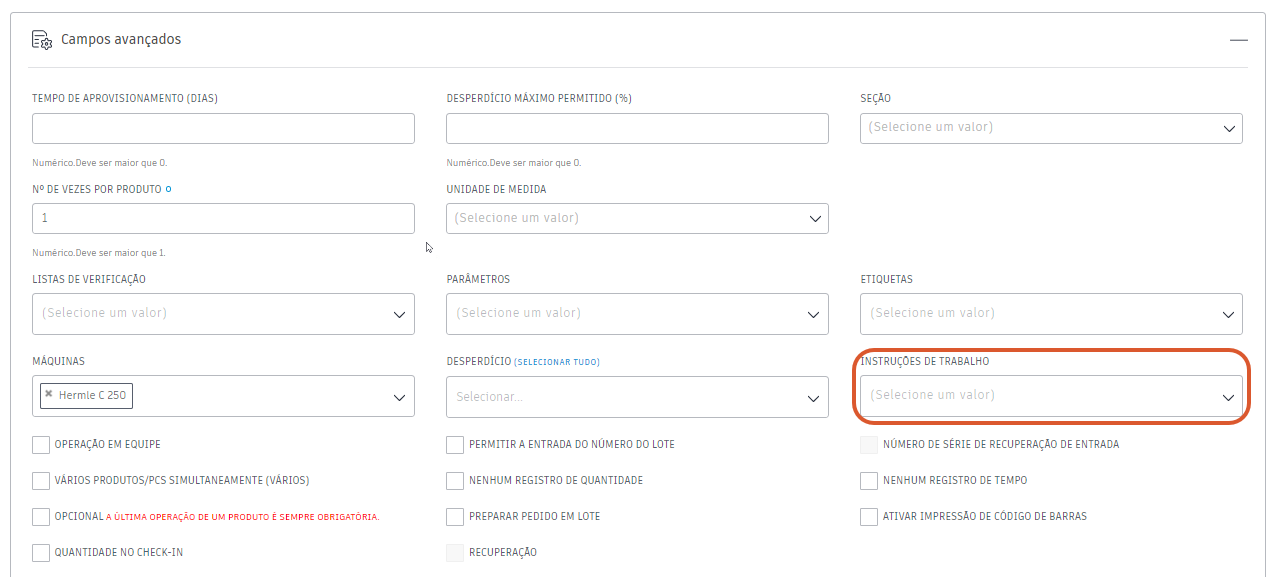 Campos avançados
TEMPO DE APROVISIONAMENTO (DIAS)
DESPERDÍCIO MÁXIMO PERMITIDO (%)
SEÇÃO
(Selecione um valor)
Numérico.Deve ser maior que 0.
Numérico.Deve ser maior que 0.
Nº DE VEZES POR PRODUTO O
UNIDADE DE MEDIDA
1
(Selecione um valor)
Numérico.Deve ser maior que 1.
LISTAS DE VERIFICAÇÃO
PARÂMETROS
ETIQUETAS
(Selecione um valor)
(Selecione um valor)
(Selecione um valor)
MÁQUINAS
DESPERDÍCIO (SELECIONAR TUDO)
INSTRUÇÕES DE TRABALHO
✖ Hermle C 250
Selecionar...
(Selecione um valor)
OPERAÇÃO EM EQUIPE
PERMITIR A ENTRADA DO NÚMERO DO LOTE
NÚMERO DE SÉRIE DE RECUPERAÇÃO DE ENTRADA
VÁRIOS PRODUTOS/PCS SIMULTANEAMENTE (VÁRIOS)
NENHUM REGISTRO DE QUANTIDADE
NENHUM REGISTRO DE TEMPO
OPCIONAL A ÚLTIMA OPERAÇÃO DE UM PRODUTO É SEMPRE OBRIGATÓRIA.
PREPARAR PEDIDO EM LOTE
ATIVAR IMPRESSÃO DE CÓDIGO DE BARRAS
QUANTIDADE NO CHECK-IN
RECUPERAÇÃO